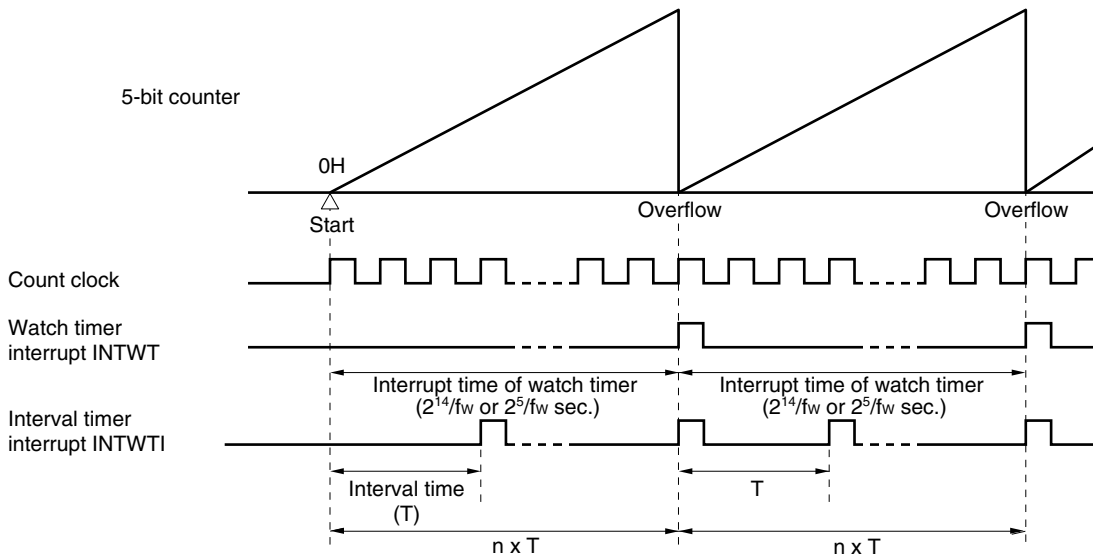 5-bit counter
0H
Start
Overflow
Overflow
Count clock
Watch timer
interrupt INTWT
Interrupt time of watch timer
(2¹⁴/fw or 2⁵/fw sec.)
Interrupt time of watch timer
(2¹⁴/fw or 2⁵/fw sec.)
Interval timer
interrupt INTWTI
Interval time
(T)
T
n x T
n x T